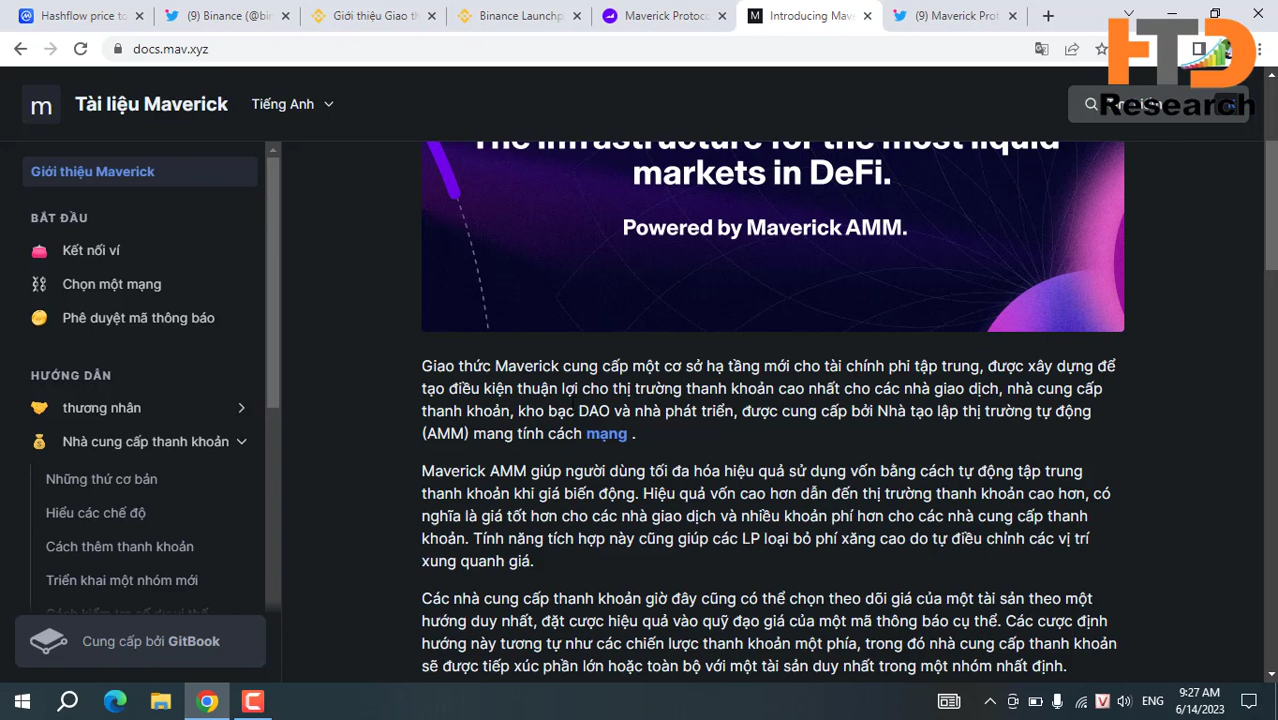 Hashflow price to
(9) Binance (@bin
Giới thiệu Giao th
Binance Launchp
Maverick Protoco
Introducing Mave
(9) Maverick Prot
docs.mav.xyz
HTD
Research
m
Tài liệu Maverick
Tiếng Anh
Giới thiệu Maverick
BẮT ĐẦU
Kết nối ví
Chọn một mạng
Phê duyệt mã thông báo
HƯỚNG DẪN
thương nhân
Nhà cung cấp thanh khoản
Những thứ cơ bản
Hiểu các chế độ
Cách thêm thanh khoản
Triển khai một nhóm mới
Cung cấp bởi GitBook
The infrastructure for the most liquid
markets in DeFi.
Powered by Maverick AMM.
Giao thức Maverick cung cấp một cơ sở hạ tầng mới cho tài chính phi tập trung, được xây dựng để
tạo điều kiện thuận lợi cho thị trường thanh khoản cao nhất cho các nhà giao dịch, nhà cung cấp
thanh khoản, kho bạc DAO và nhà phát triển, được cung cấp bởi Nhà tạo lập thị trường tự động
(AMM) mang tính cách mạng .
Maverick AMM giúp người dùng tối đa hóa hiệu quả sử dụng vốn bằng cách tự động tập trung
thanh khoản khi giá biến động. Hiệu quả vốn cao hơn dẫn đến thị trường thanh khoản cao hơn, có
nghĩa là giá tốt hơn cho các nhà giao dịch và nhiều khoản phí hơn cho các nhà cung cấp thanh
khoản. Tính năng tích hợp này cũng giúp các LP loại bỏ phí xăng cao do tự điều chỉnh các vị trí
xung quanh giá.
Các nhà cung cấp thanh khoản giờ đây cũng có thể chọn theo dõi giá của một tài sản theo một
hướng duy nhất, đặt cược hiệu quả vào quỹ đạo giá của một mã thông báo cụ thể. Các cược định
hướng này tương tự như các chiến lược thanh khoản một phía, trong đó nhà cung cấp thanh khoản
sẽ được tiếp xúc phần lớn hoặc toàn bộ với một tài sản duy nhất trong một nhóm nhất định.
ENG
9:27 AM
6/14/2023